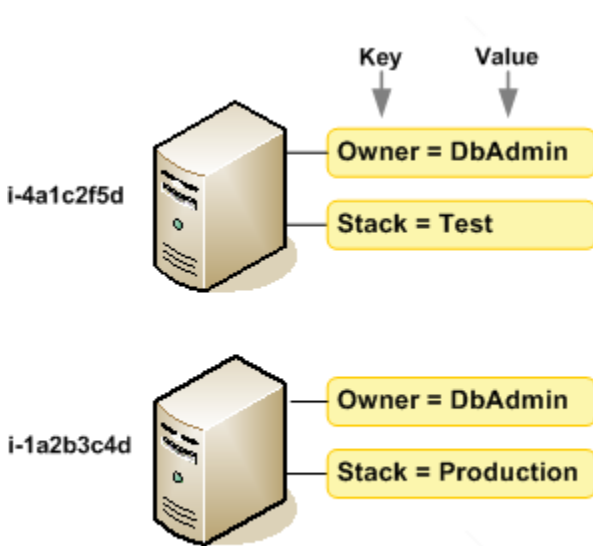 Key Value
Owner = DbAdmin
i-4a1c2f5d
Stack = Test
Owner = DbAdmin
i-1a2b3c4d
Stack = Production